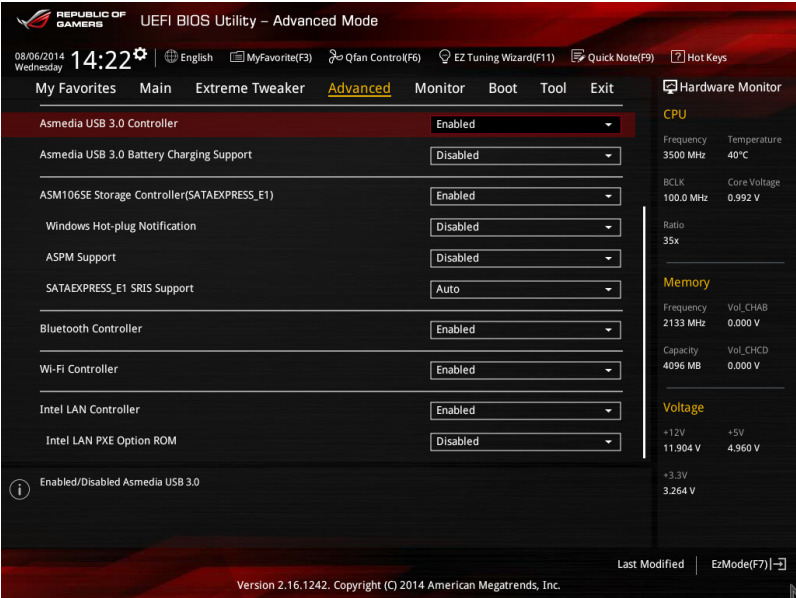 REPUBLIC OF
GAMERS
UEFI BIOS Utility – Advanced Mode
08/06/2014
Wednesday
14:22
English
MyFavorite(F3)
Qfan Control(F6)
EZ Tuning Wizard(F11)
Quick Note(F9)
? Hot Keys
My Favorites Main Extreme Tweaker Advanced Monitor Boot Tool Exit
Asmedia USB 3.0 Controller Enabled
Asmedia USB 3.0 Battery Charging Support Disabled
ASM106SE Storage Controller(SATAEXPRESS_E1) Enabled
Windows Hot-plug Notification Disabled
ASPM Support Disabled
SATAEXPRESS_E1 SRIS Support Auto
Bluetooth Controller Enabled
Wi-Fi Controller Enabled
Intel LAN Controller Enabled
Intel LAN PXE Option ROM Disabled
i Enabled/Disabled Asmedia USB 3.0
Hardware Monitor
CPU
Frequency Temperature
3500 MHz 40°C
BCLK Core Voltage
100.0 MHz 0.992 V
Ratio
35x
Memory
Frequency Vol_CHAB
2133 MHz 0.000 V
Capacity Vol_CHCD
4096 MB 0.000 V
Voltage
+12V +5V
11.904 V 4.960 V
+3.3V
3.264 V
Last Modified EzMode(F7)
Version 2.16.1242. Copyright (C) 2014 American Megatrends, Inc.